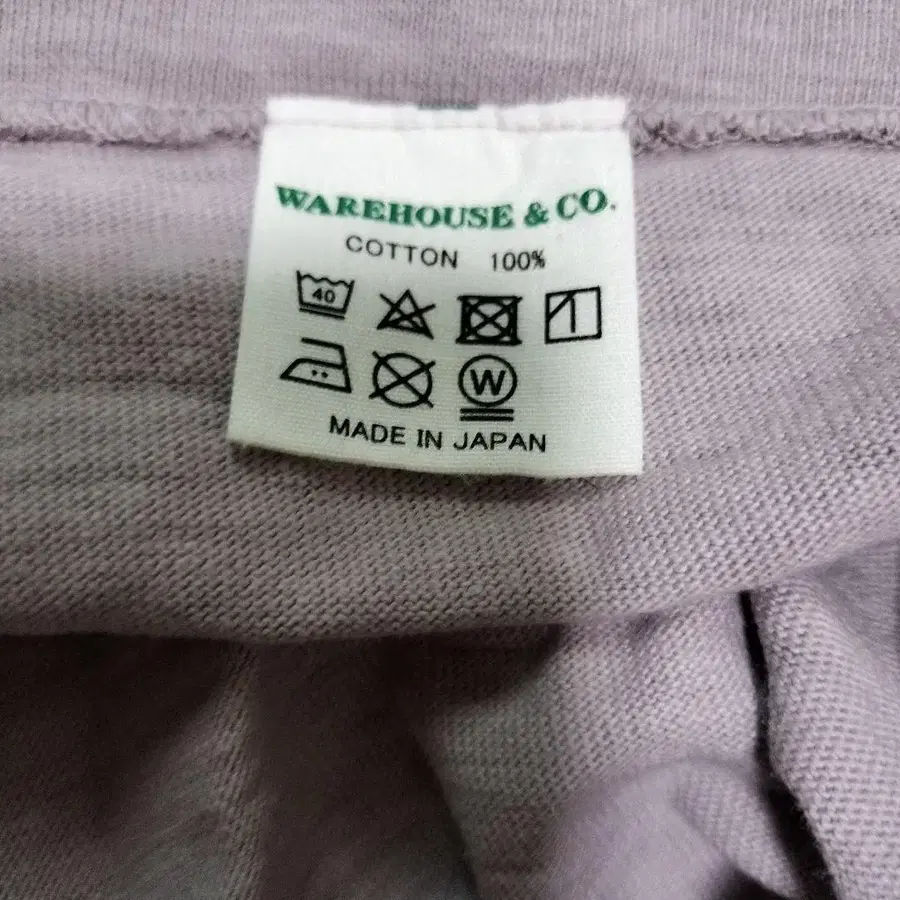 WAREHOUSE & CO.
COTTON 100%
40
W
MADE IN JAPAN